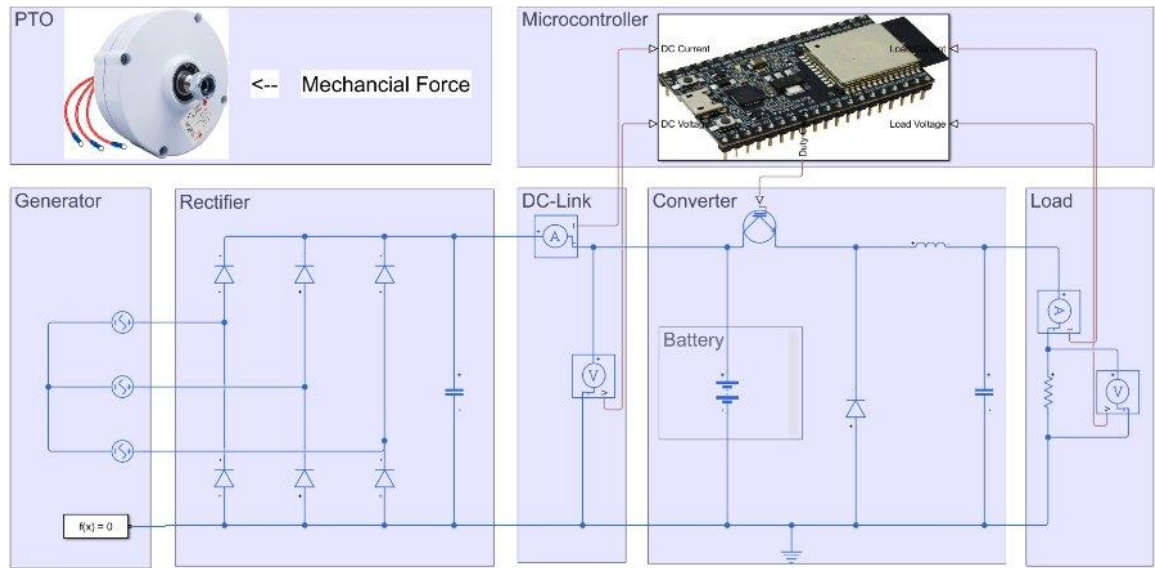 PTO
<-- Mechancial Force
Microcontroller
DC Current
Load Current
DC Voltage
Load Voltage
Generator
Rectifier
DC-Link
Converter
Load
A
A
Battery
V
V
f(x) = 0